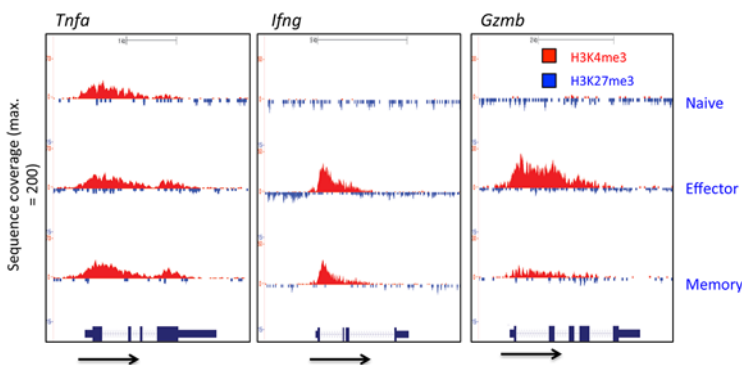 Tnfa
Ifng
Gzmb
H3K4me3
H3K27me3
Naive
Effector
Memory
Sequence coverage (max.
= 200)